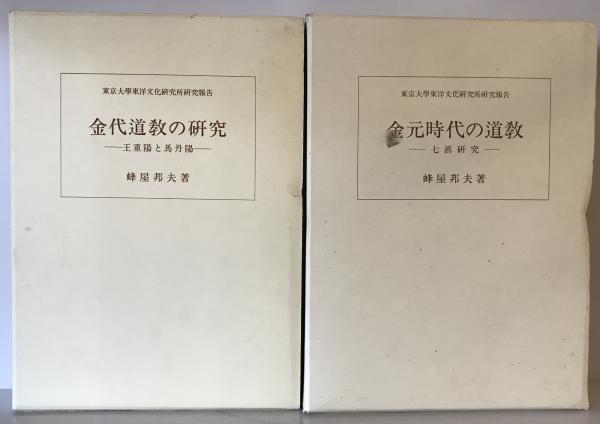 東京大學東洋文化研究所研究報告
金代道教の研究
――王重陽と馬丹陽――
蜂屋邦夫著
東京大學東洋文化研究所研究報告
金元時代の道教
――七眞研究――
蜂屋邦夫著